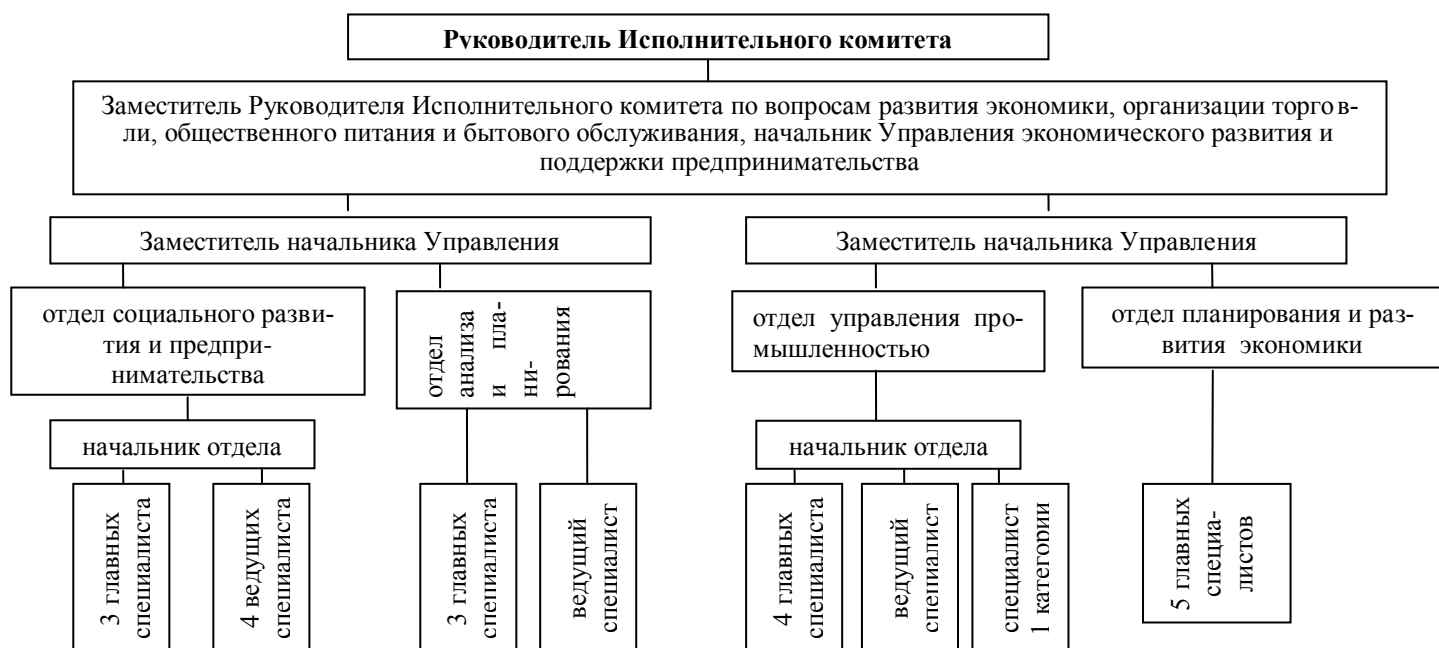 Руководитель Исполнительного комитета
Заместитель Руководителя Исполнительного комитета по вопросам развития экономики, организации торгов-
ли, общественного питания и бытового обслуживания, начальник Управления экономического развития и
поддержки предпринимательства
Заместитель начальника Управления
Заместитель начальника Управления
отдел социального разви-
тия и предпри-
нимательства
отдел
анализа
и пла-
ни-
рования
отдел управления про-
мышленностью
отдел планирования и раз-
вития экономики
начальник отдела
начальник отдела
3 главных
специалиста
4 ведущих
специалиста
3 главных
специалиста
ведущий
специалист
4 главных
специалиста
ведущий
специалист
специалист
1 категории
5 главных
специа-
листов